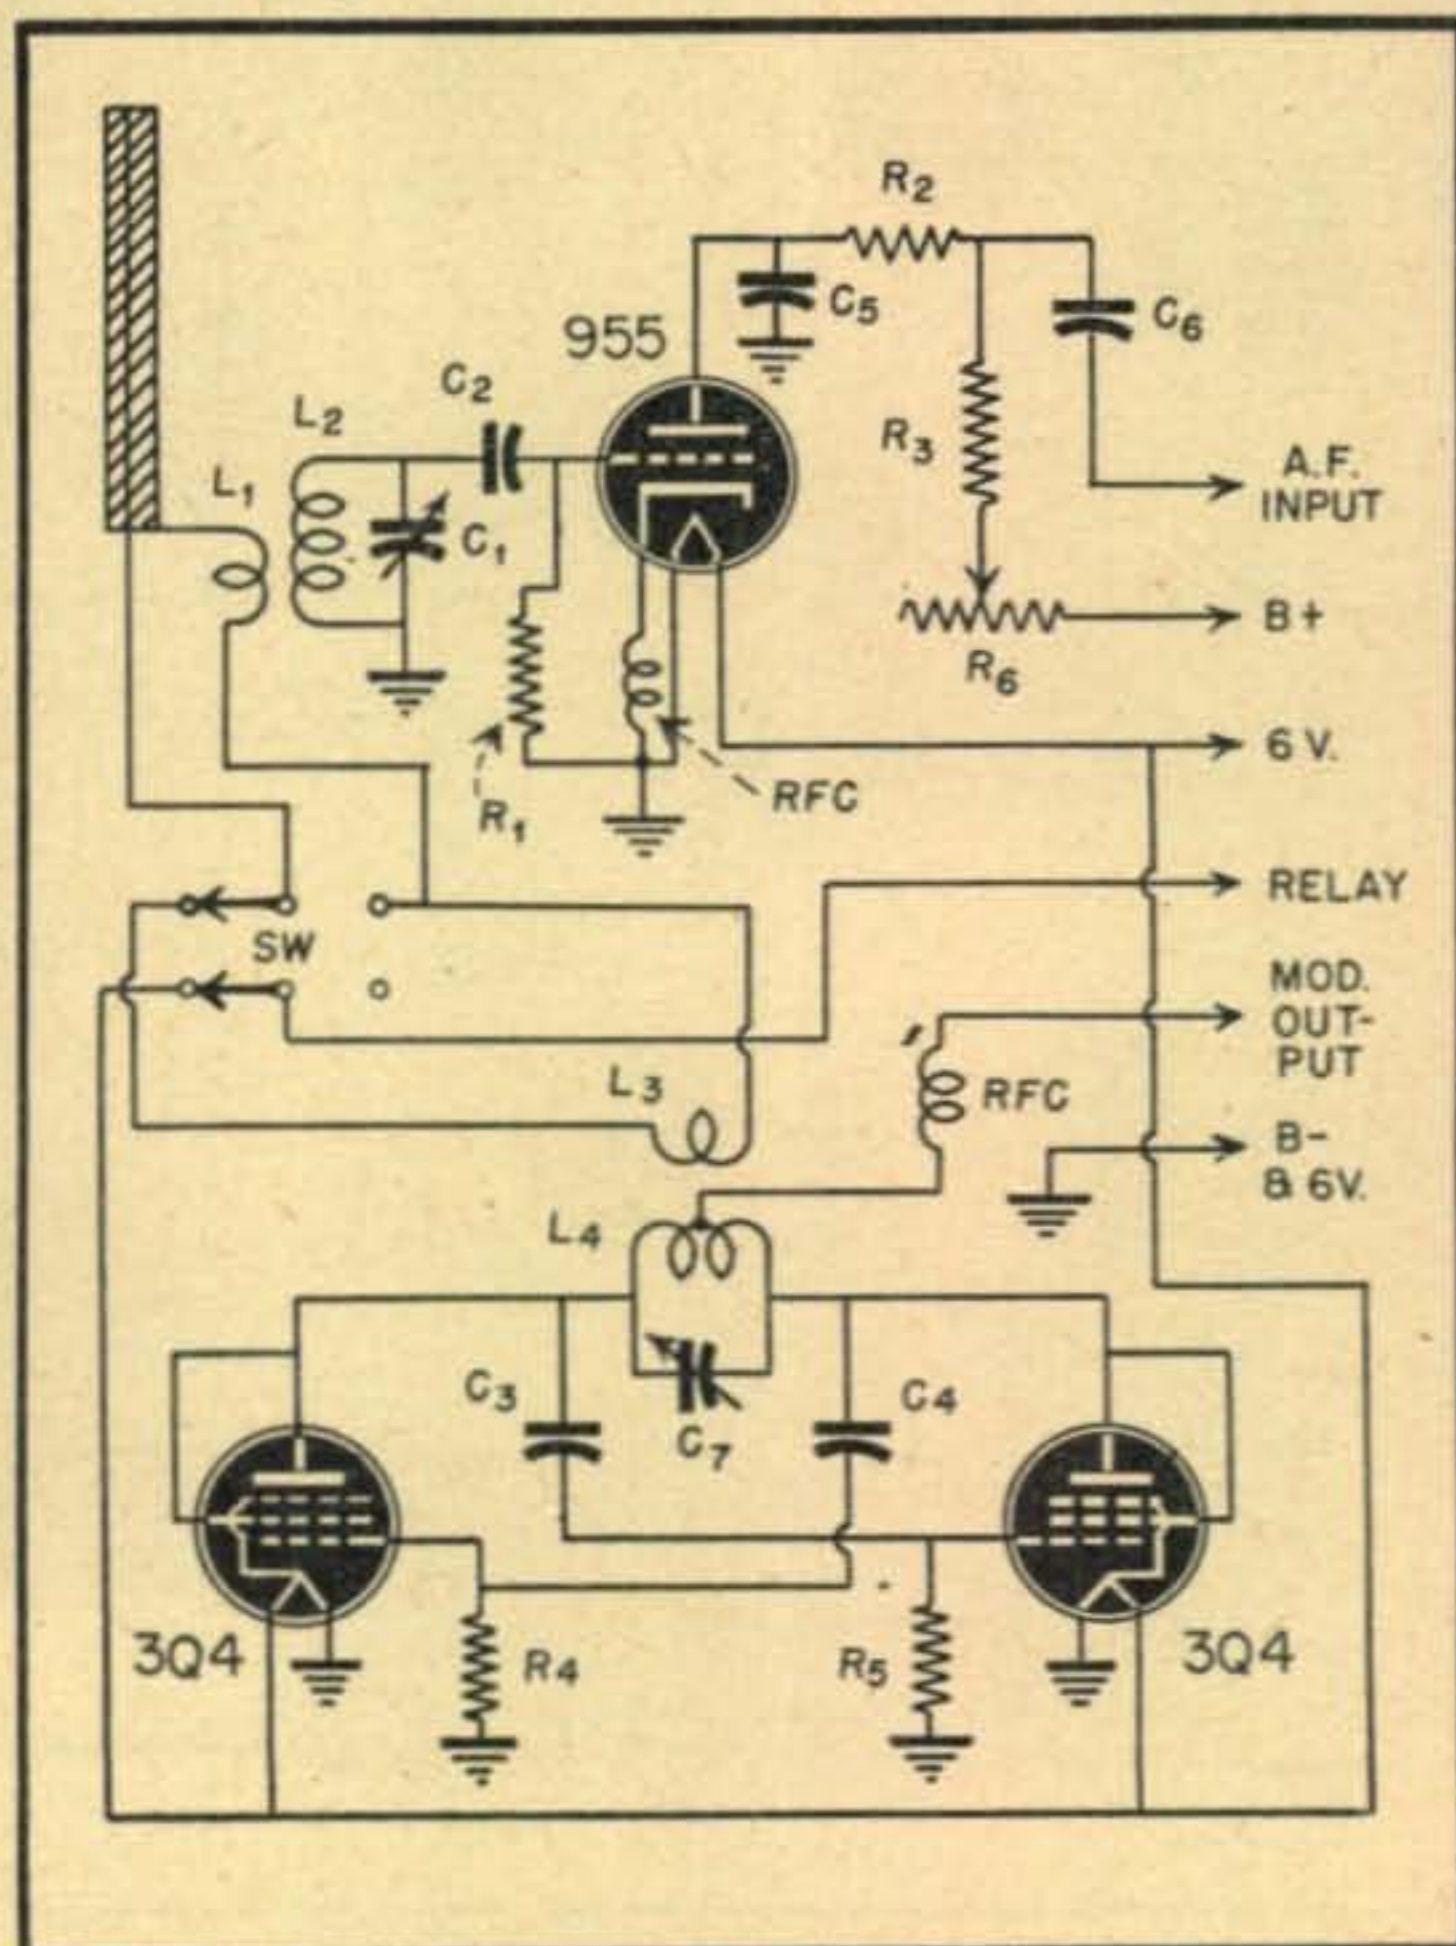 R2
C5
C6
955
C2
L2
R3
A.F.
INPUT
L1
C1
B+
R6
6 V.
RFC
R1
RELAY
SW
MOD.
OUT-
PUT
L3
RFC
B-
& 6V.
L4
C3
C4
C7
3Q4
R4
R5
3Q4